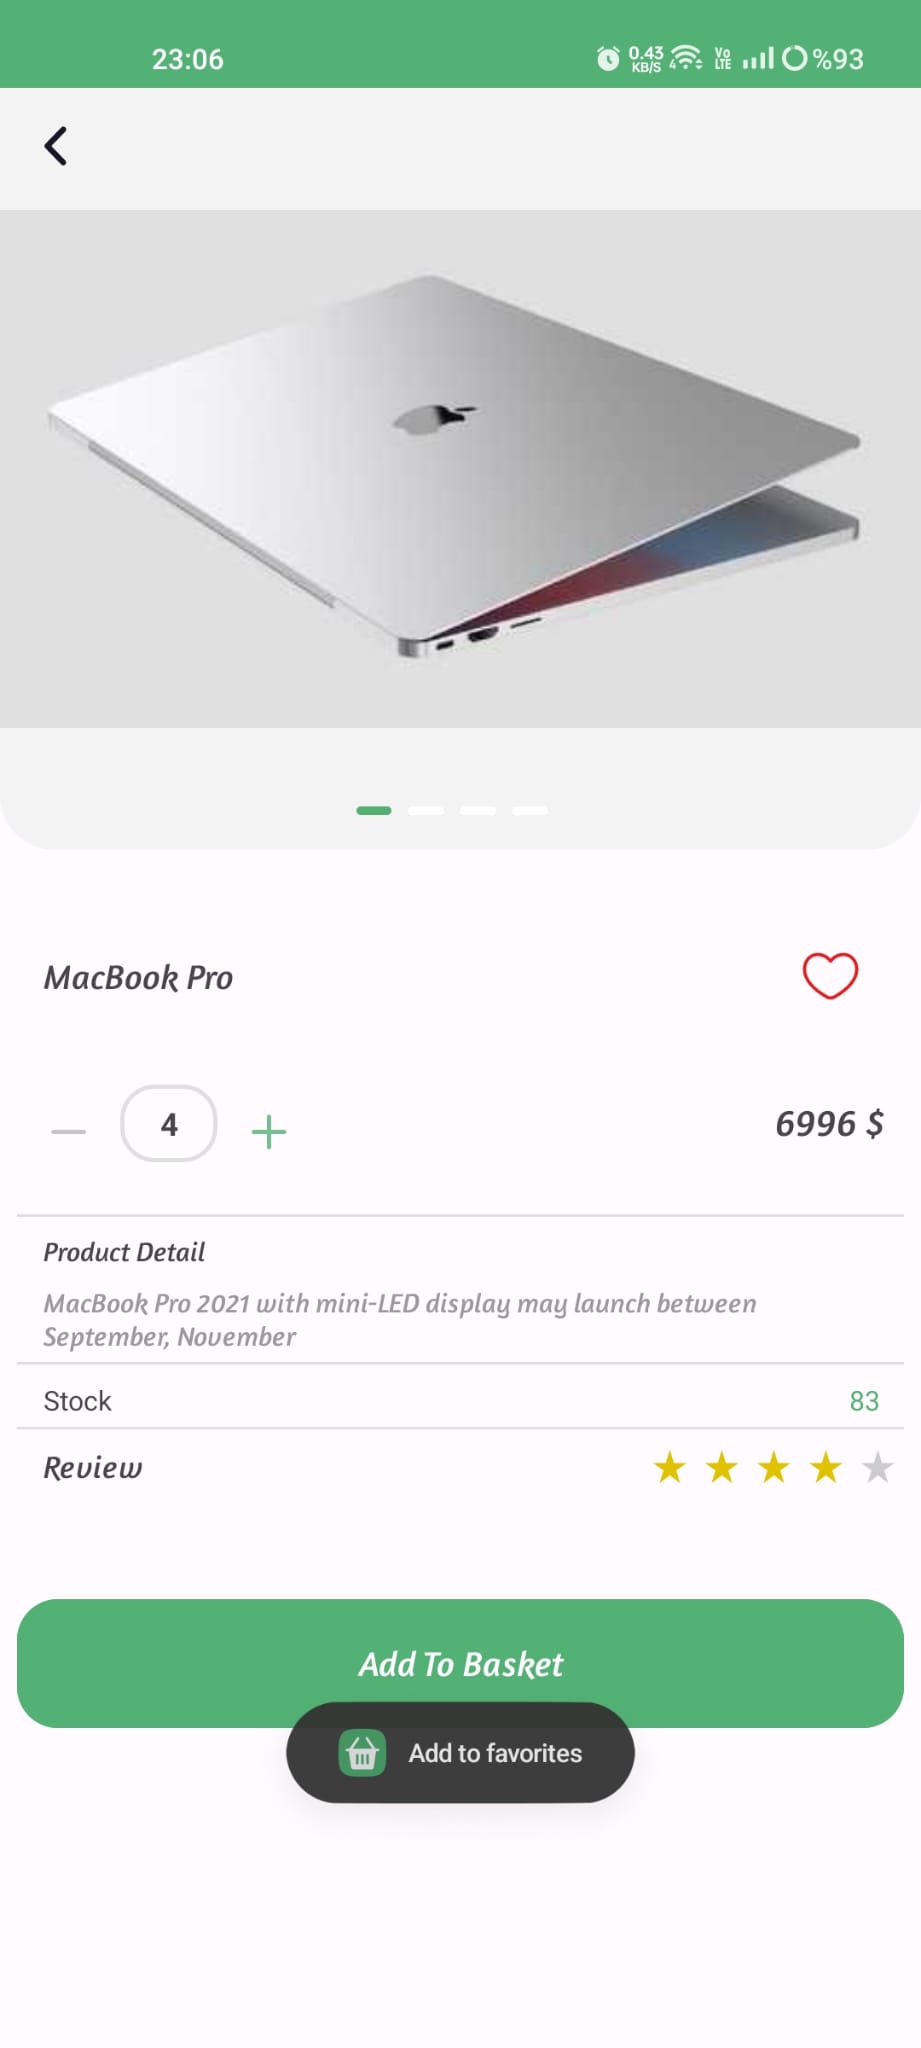 23:06
0.43
KB/S
4
Vo
LTE
%93
MacBook Pro
4
6996 $
Product Detail
MacBook Pro 2021 with mini-LED display may launch between
September, November
Stock
83
Review
Add To Basket
Add to favorites